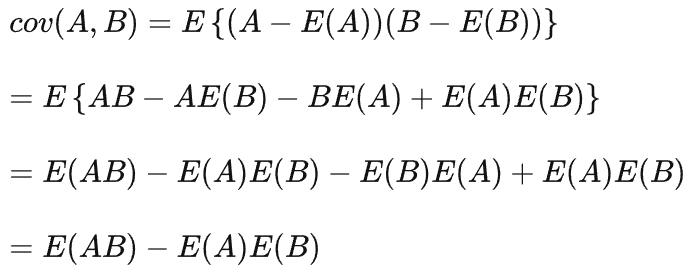 cov(A, B) = E {(A − E(A))(B − E(B))}
= E {AB − AE(B) − BE(A) + E(A)E(B)}
= E(AB) − E(A)E(B) − E(B)E(A) + E(A)E(B)
= E(AB) − E(A)E(B)